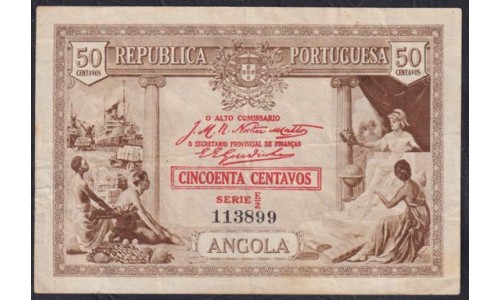 50 CENTAVOS
REPUBLICA PORTUGUESA
50 CENTAVOS
O ALTO COMISSARIO
O SECRETARIO PROVINCIAL DE FINANÇAS
CINCOENTA CENTAVOS
SERIE
113899
ANGOLA